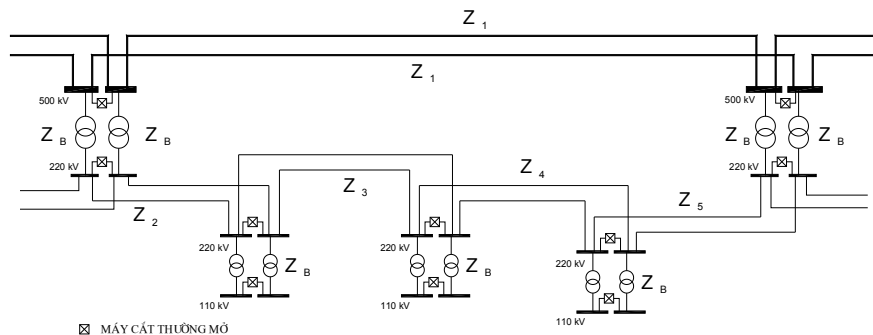 Z 1
Z 1
500 kV
500 kV
Z B
Z B
Z B
Z B
220 kV
220 kV
Z 2
Z 3
Z 4
Z 5
220 kV
Z B
220 kV
Z B
220 kV
Z B
110 kV
110 kV
110 kV
MÁY CẮT THƯỜNG MỞ